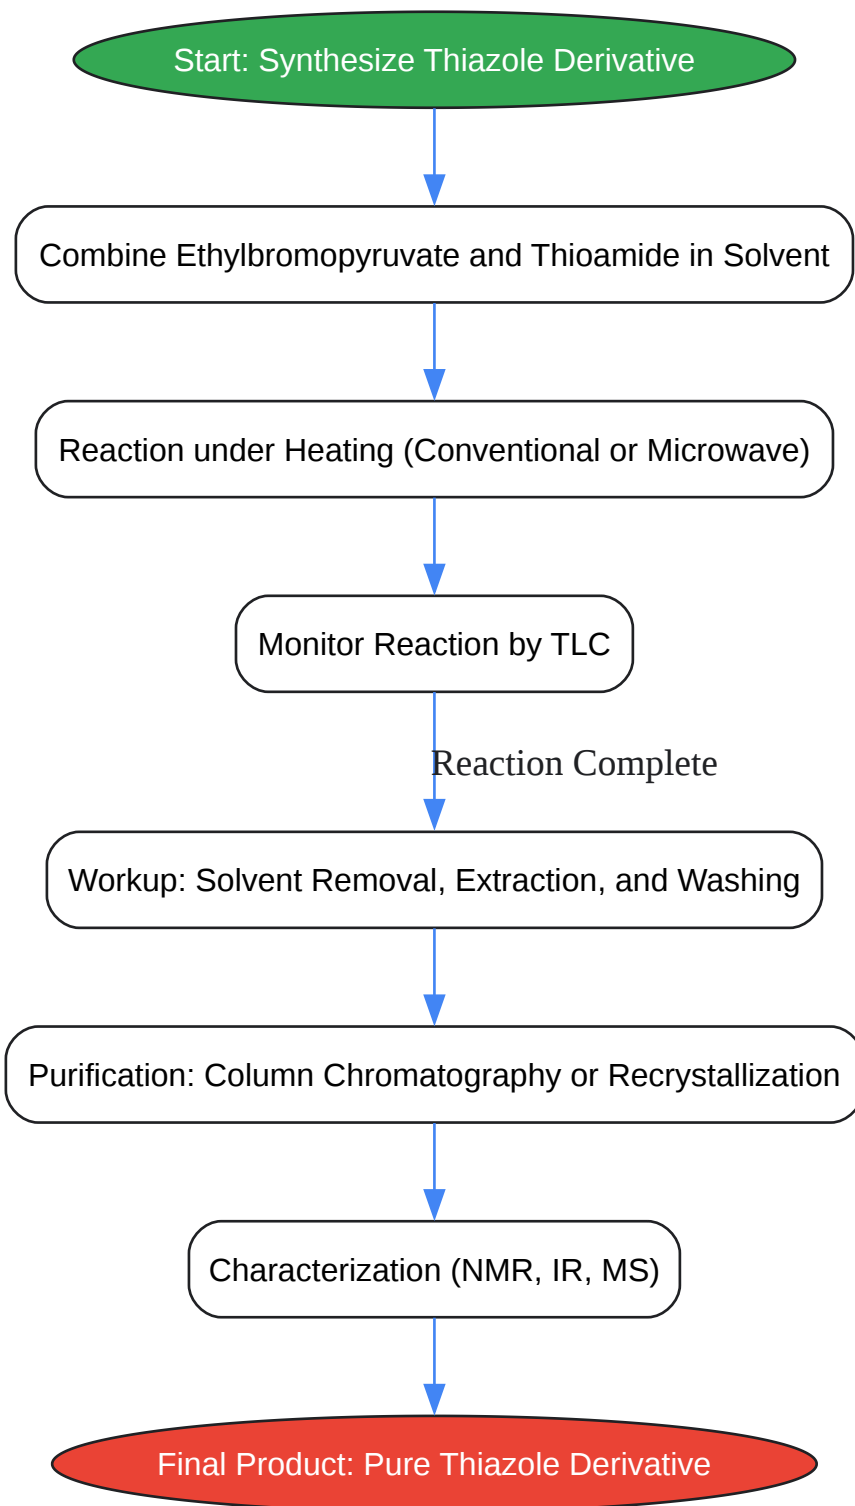 Start: Synthesize Thiazole Derivative
Combine Ethylbromopyruvate and Thioamide in Solvent
Reaction under Heating (Conventional or Microwave)
Monitor Reaction by TLC
Reaction Complete
Workup: Solvent Removal, Extraction, and Washing
Purification: Column Chromatography or Recrystallization
Characterization (NMR, IR, MS)
Final Product: Pure Thiazole Derivative